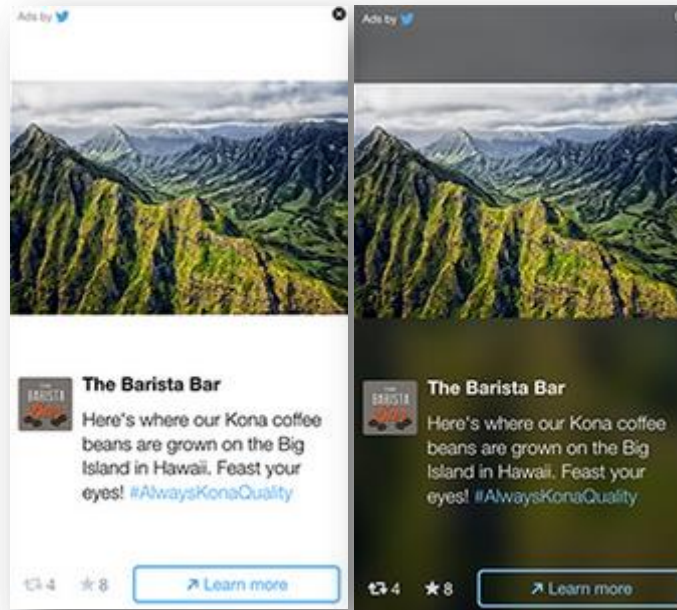 Ads by
The Barista Bar
Here's where our Kona coffee
beans are grown on the Big
Island in Hawaii. Feast your
eyes! #AlwaysKonaQuality
4 8 Learn more
Ads by
The Barista Bar
Here's where our Kona coffee
beans are grown on the Big
Island in Hawaii. Feast your
eyes! #AlwaysKonaQuality
4 8 Learn more